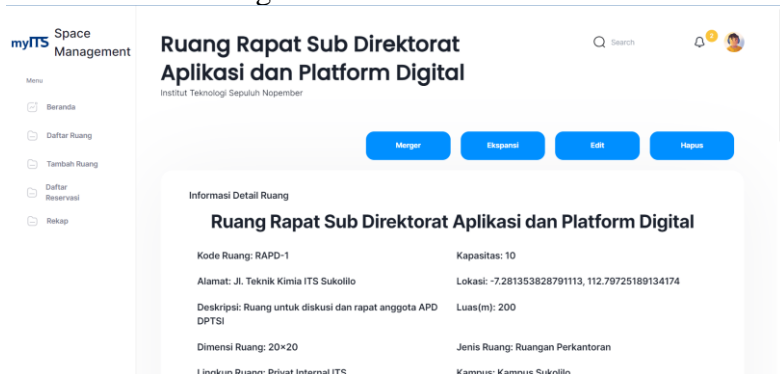 myITS Space Management
Menu
Beranda
Daftar Ruang
Tambah Ruang
Daftar
Reservasi
Rekap
Ruang Rapat Sub Direktorat
Aplikasi dan Platform Digital
Institut Teknologi Sepuluh Nopember
Search
2
Merger
Ekspansi
Edit
Hapus
Informasi Detail Ruang
Ruang Rapat Sub Direktorat Aplikasi dan Platform Digital
Kode Ruang: RAPD-1
Kapasitas: 10
Alamat: Jl. Teknik Kimia ITS Sukolilo
Lokasi: -7.281353828791113, 112.79725189134174
Deskripsi: Ruang untuk diskusi dan rapat anggota APD
DPTSI
Luas(m): 200
Dimensi Ruang: 20x20
Jenis Ruang: Ruangan Perkantoran
Lingkup Ruang: Privat Internal ITS
Kampus: Kampus Sukolilo